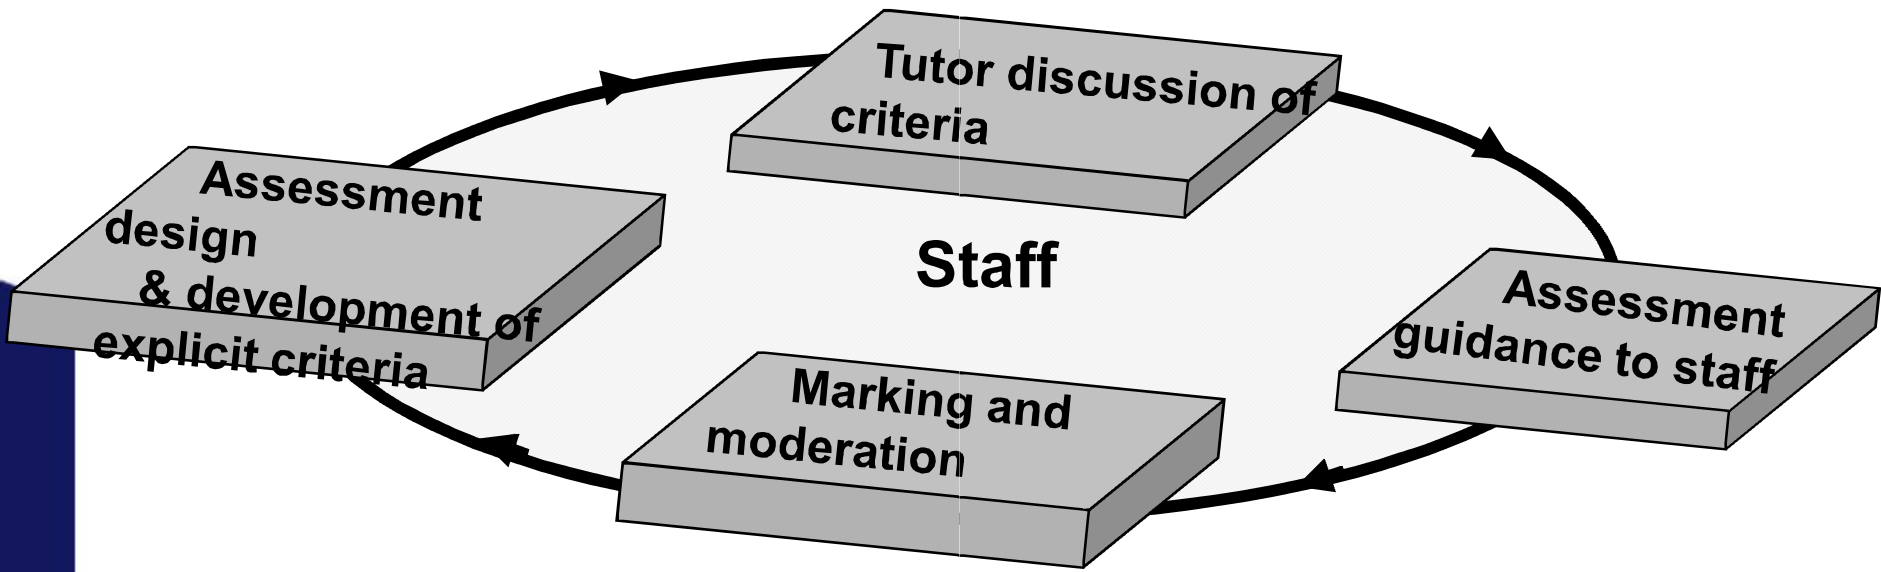 Tutor discussion of
criteria
Assessment
design
& development of
explicit criteria
Staff
Assessment
guidance to staff
Marking and
moderation